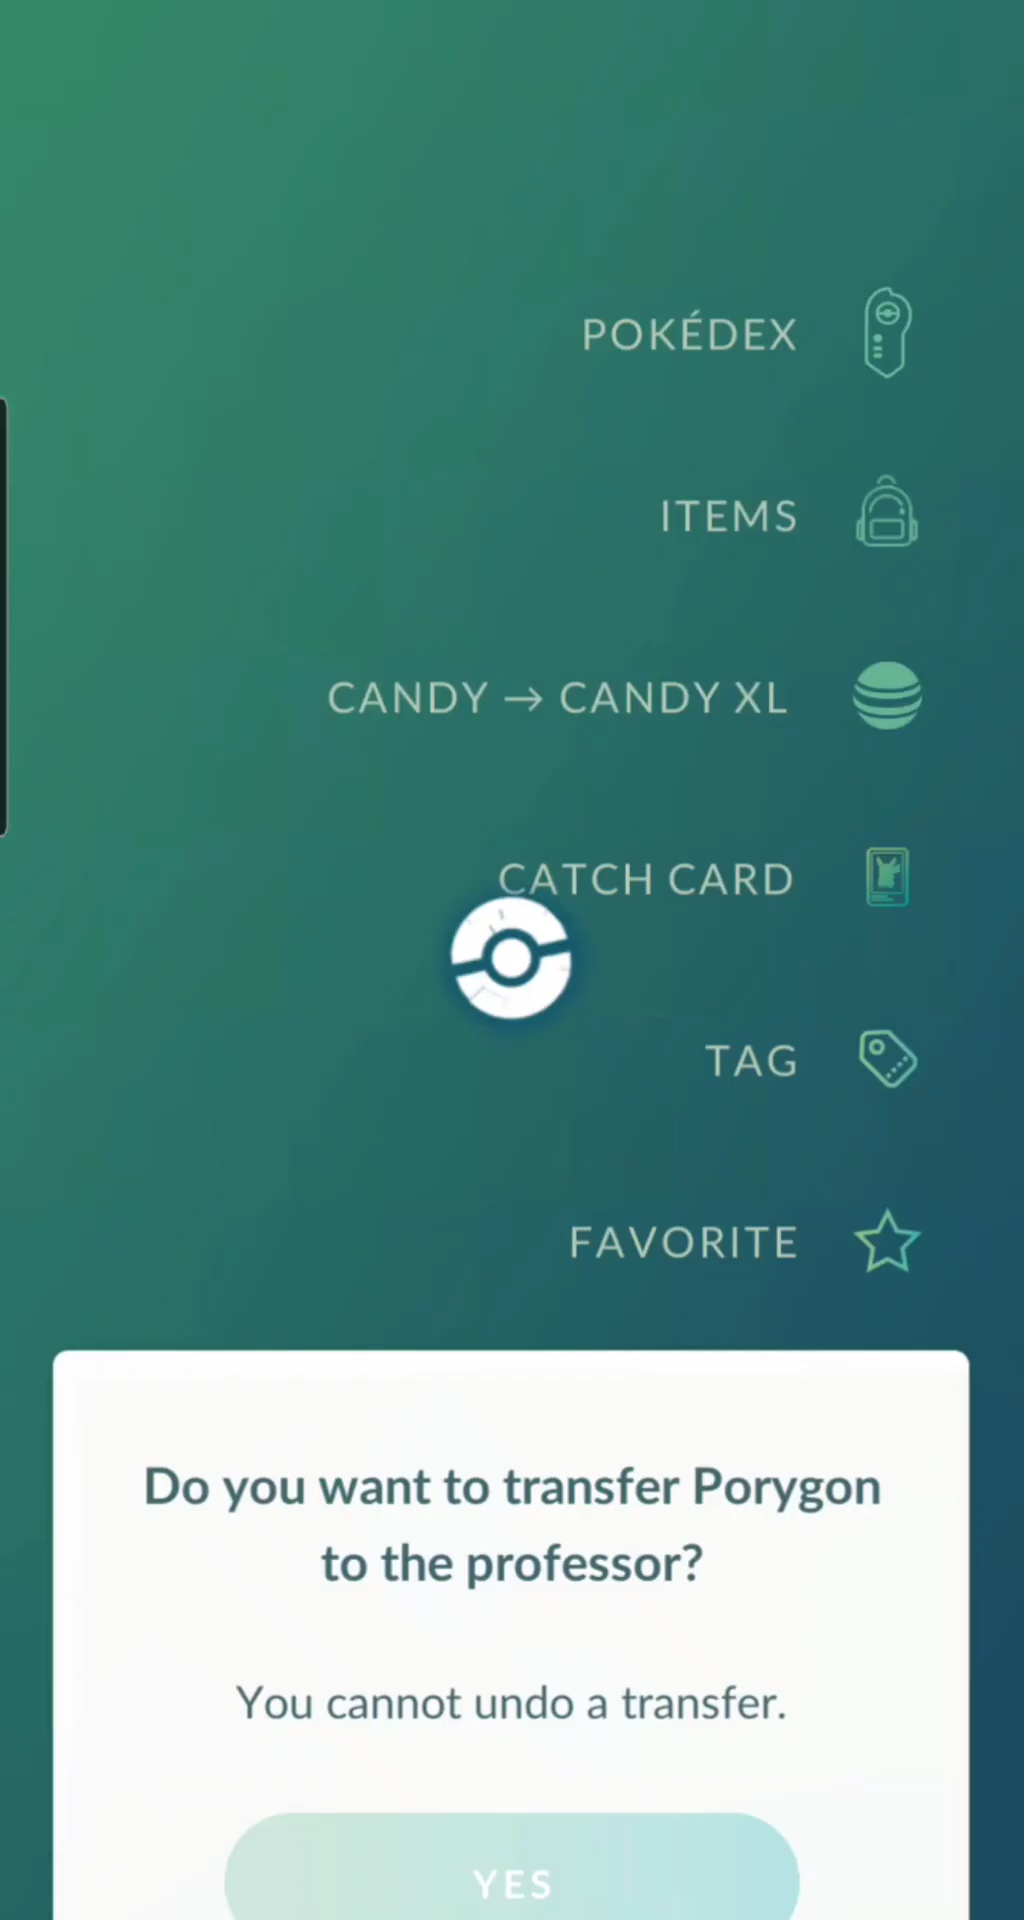 POKÉDEX
ITEMS
CANDY → CANDY XL
CATCH CARD
TAG
FAVORITE
Do you want to transfer Porygon
to the professor?
You cannot undo a transfer.
YES